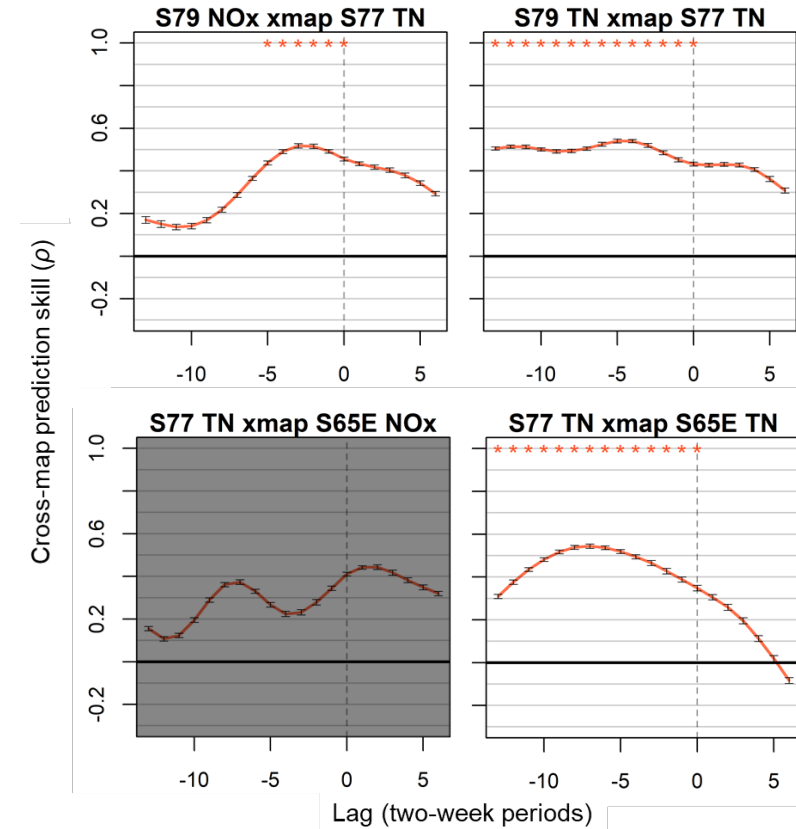 S79 NOx xmap S77 TN
S79 TN xmap S77 TN
* * * * * *
* * * * * * * * * * * * * *
1.0
0.6
0.2
-0.2
-10 -5 0 5
-10 -5 0 5
Cross-map prediction skill (ρ)
S77 TN xmap S65E NOx
S77 TN xmap S65E TN
* * * * * * * * * * * * * *
1.0
0.6
0.2
-0.2
-10 -5 0 5
-10 -5 0 5
Lag (two-week periods)